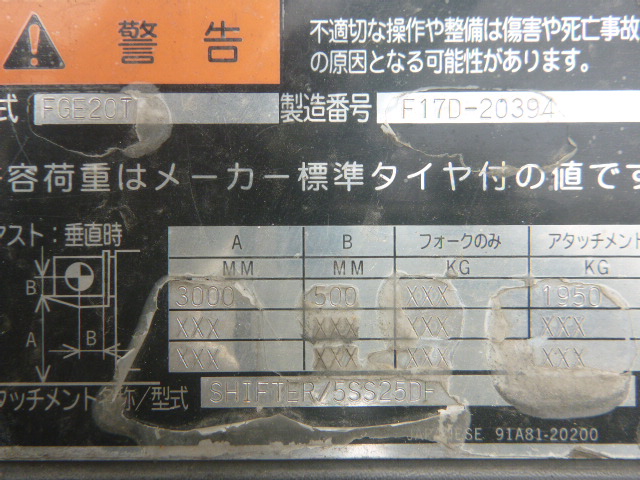 警告
不適切な操作や整備は傷害や死亡事故
の原因となる可能性があります。
式 FGE20T 製造番号 F17D-20394
容荷重はメーカー標準タイヤ付の値です
アスト：垂直時
A B フォークのみ アタッチメント
MM MM KG KG
3000 500 XXX 1950
XXX XXX XXX XXX
XXX XXX XXX XXX
B
A
B
タッチメント名称/型式 SHIFTER/5SS25DF
JAPANESE 91A81-20200